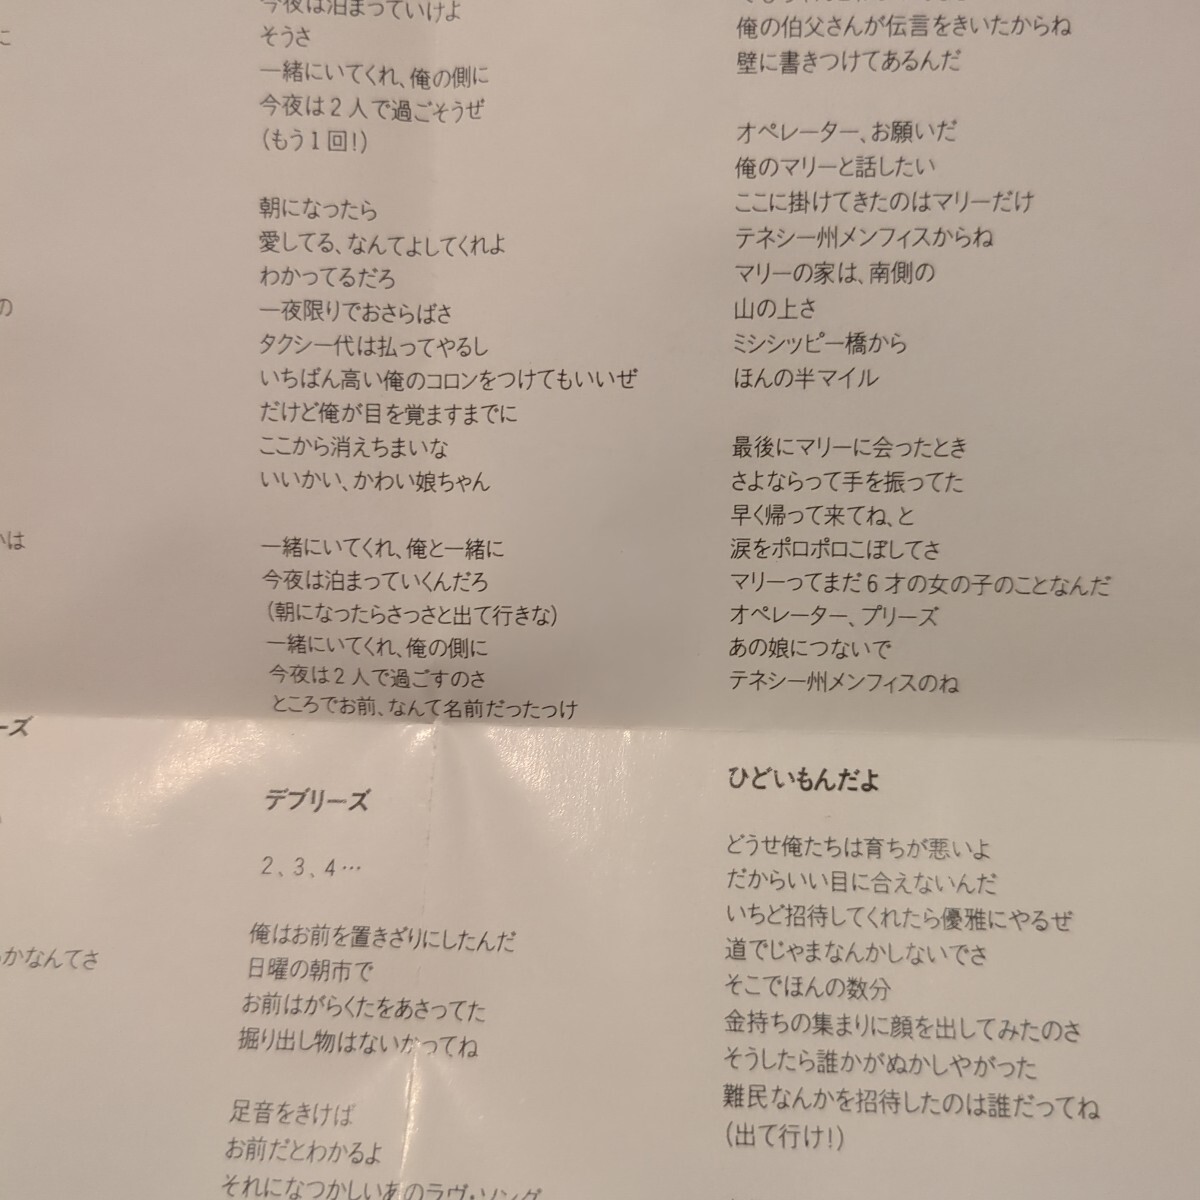 に
の
いは
ーズ
かなんてさ
今夜は泊まっていけよ
そうさ
一緒にいてくれ、俺の側に
今夜は2人で過ごそうぜ
(もう1回!)
朝になったら
愛してる、なんてよしてくれよ
わかってるだろ
一夜限りでおさらばさ
タクシー代は払ってやるし
いちばん高い俺のコロンをつけてもいいぜ
だけど俺が目を覚ますまでに
ここから消えちまいな
いいかい、かわい娘ちゃん
一緒にいてくれ、俺と一緒に
今夜は泊まっていくんだろ
(朝になったらさっさと出て行きな)
一緒にいてくれ、俺の側に
今夜は2人で過ごすのさ
ところでお前、なんて名前だったっけ
デブリーズ
2、3、4…
俺はお前を置きざりにしたんだ
日曜の朝市で
お前はがらくたをあさってた
掘り出し物はないかってね
足音をきけば
お前だとわかるよ
それになつかしいあのラヴ・ソング
俺の伯父さんが伝言をきいたからね
壁に書きつけてあるんだ
オペレーター、お願いだ
俺のマリーと話したい
ここに掛けてきたのはマリーだけ
テネシー州メンフィスからね
マリーの家は、南側の
山の上さ
ミシシッピー橋から
ほんの半マイル
最後にマリーに会ったとき
さよならって手を振ってた
早く帰って来てね、と
涙をポロポロこぼしてさ
マリーってまだ6才の女の子のことなんだ
オペレーター、プリーズ
あの娘につないで
テネシー州メンフィスのね
ひどいもんだよ
どうせ俺たちは育ちが悪いよ
だからいい目に合えないんだ
いちど招待してくれたら優雅にやるぜ
道でじゃまなんかしないでさ
そこでほんの数分
金持ちの集まりに顔を出してみたのさ
そうしたら誰かがぬかしやがった
難民なんかを招待したのは誰だってね
(出て行け!)